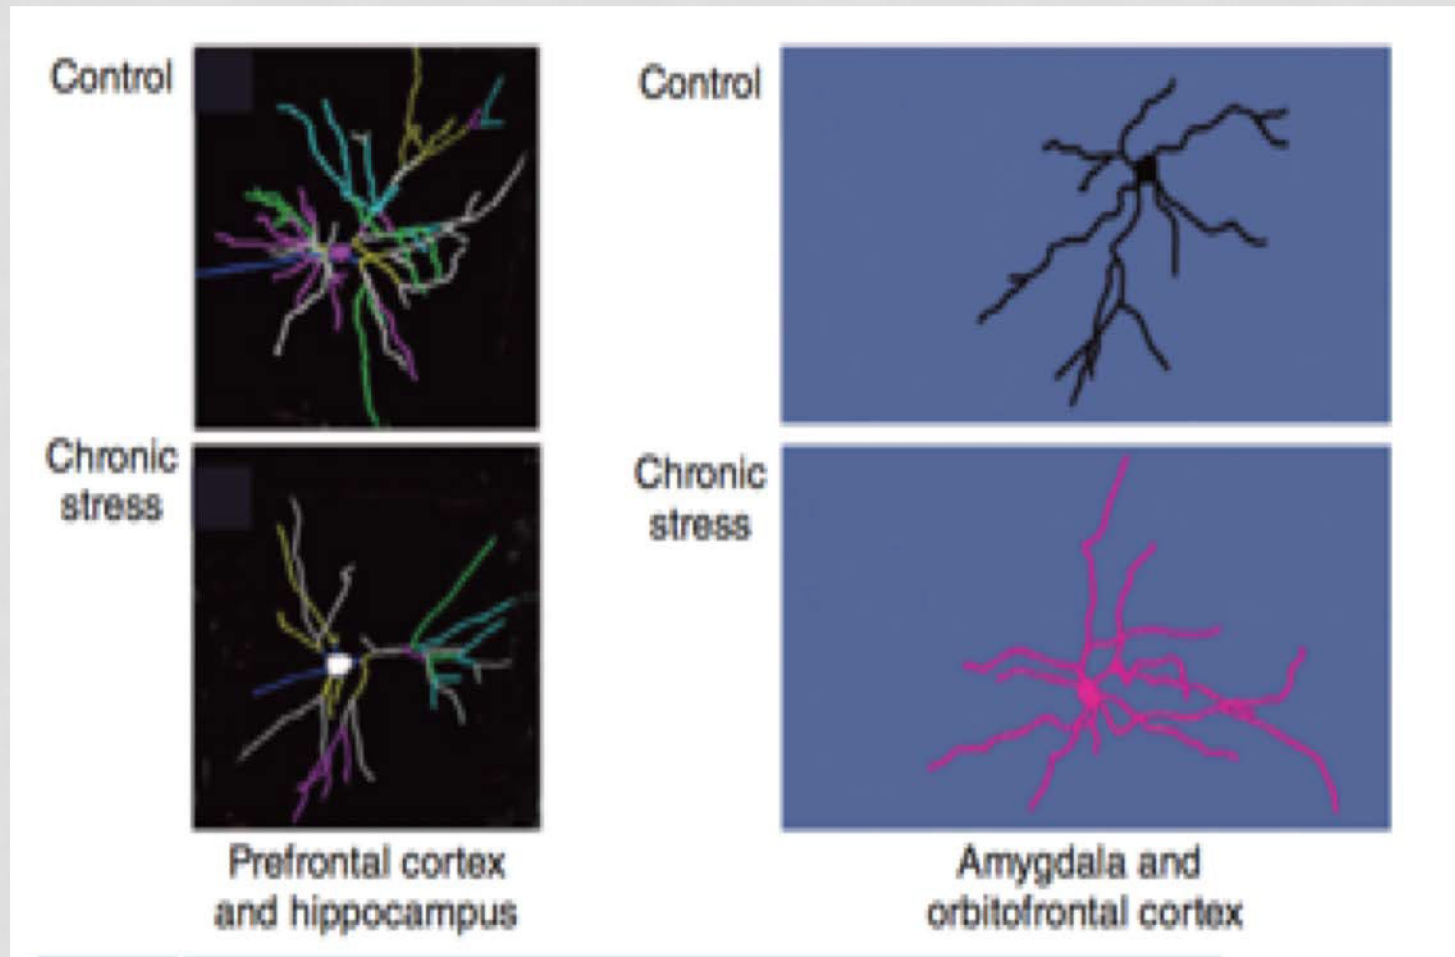 Control
Control
Chronic
stress
Chronic
stress
Prefrontal cortex
and hippocampus
Amygdala and
orbitofrontal cortex